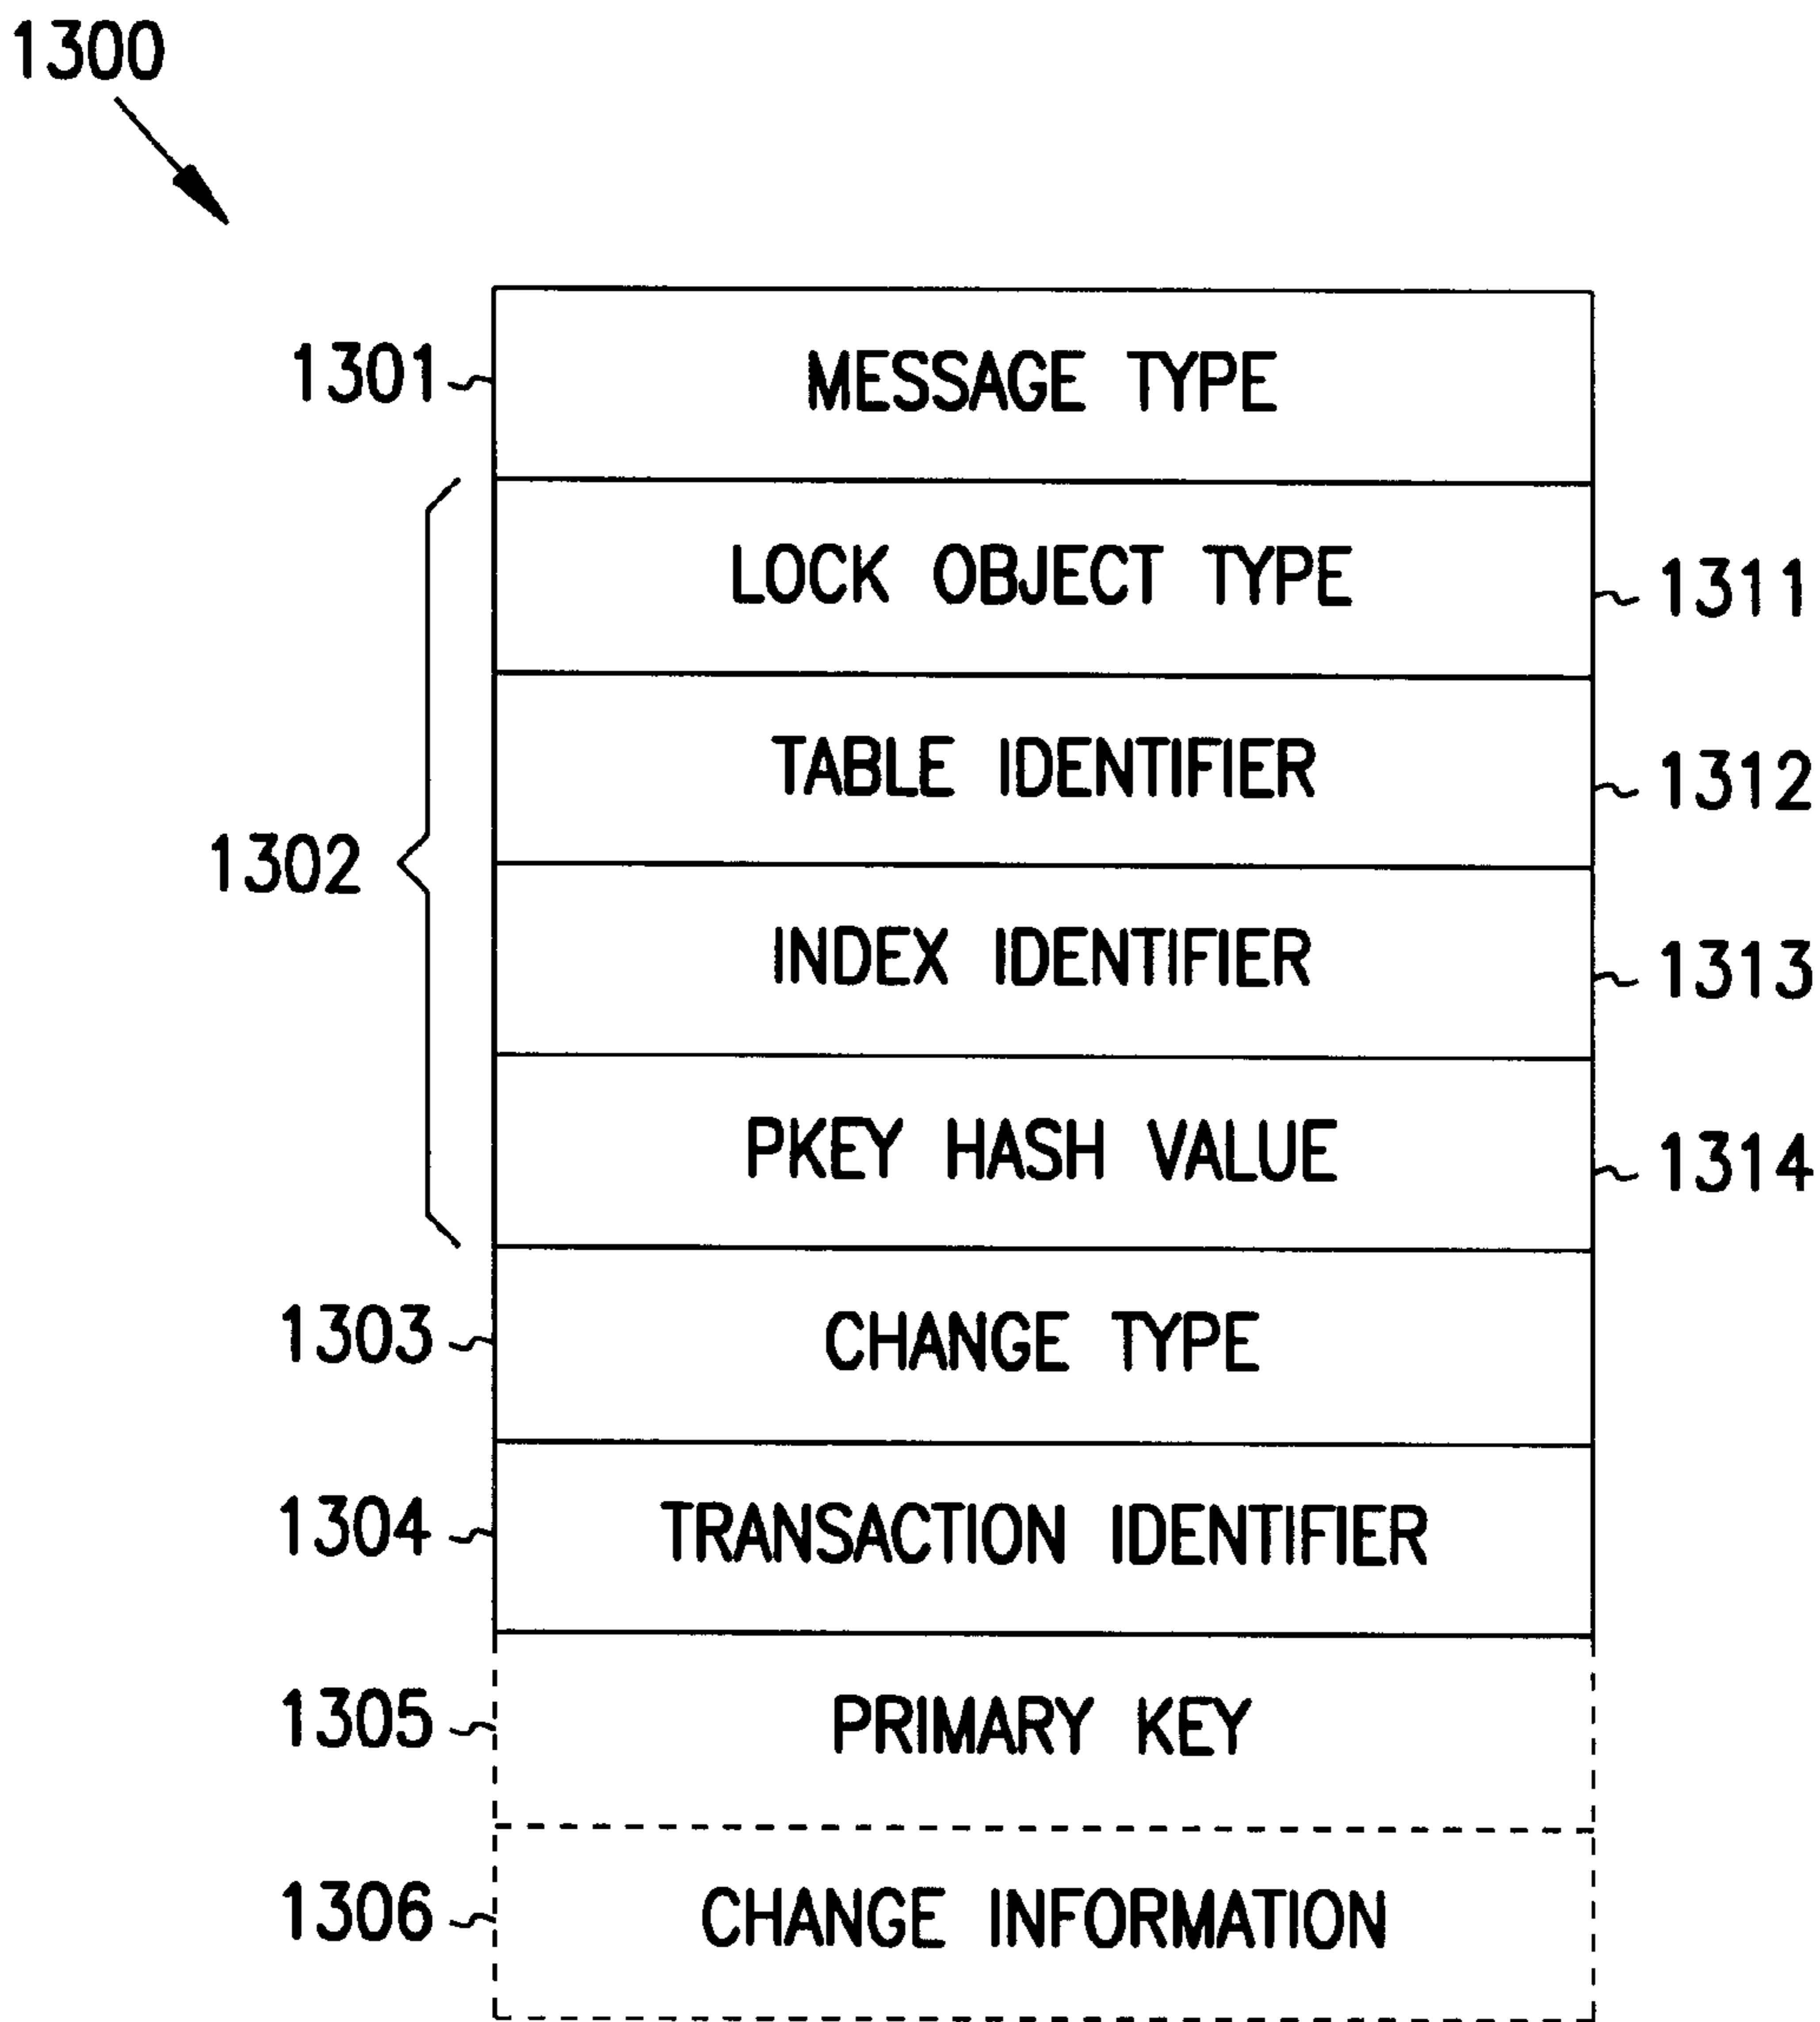 1300
1301 MESSAGE TYPE
LOCK OBJECT TYPE 1311
TABLE IDENTIFIER 1312
1302
INDEX IDENTIFIER 1313
PKEY HASH VALUE 1314
1303 CHANGE TYPE
1304 TRANSACTION IDENTIFIER
1305 PRIMARY KEY
1306 CHANGE INFORMATION